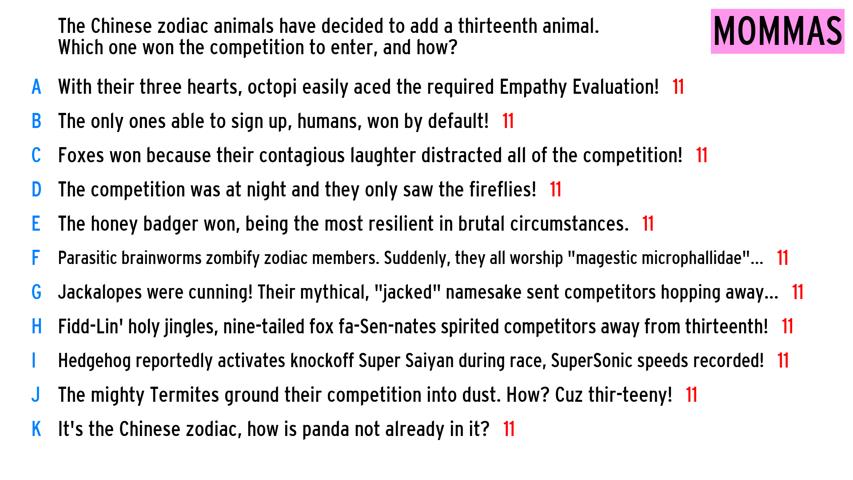 The Chinese zodiac animals have decided to add a thirteenth animal.
Which one won the competition to enter, and how?
MOMMAS
A With their three hearts, octopi easily aced the required Empathy Evaluation! 11
B The only ones able to sign up, humans, won by default! 11
C Foxes won because their contagious laughter distracted all of the competition! 11
D The competition was at night and they only saw the fireflies! 11
E The honey badger won, being the most resilient in brutal circumstances. 11
F Parasitic brainworms zombify zodiac members. Suddenly, they all worship "magestic microphallidae"... 11
G Jackalopes were cunning! Their mythical, "jacked" namesake sent competitors hopping away... 11
H Fidd-Lin' holy jingles, nine-tailed fox fa-Sen-nates spirited competitors away from thirteenth! 11
I Hedgehog reportedly activates knockoff Super Saiyan during race, SuperSonic speeds recorded! 11
J The mighty Termites ground their competition into dust. How? Cuz thir-teeny! 11
K It's the Chinese zodiac, how is panda not already in it? 11